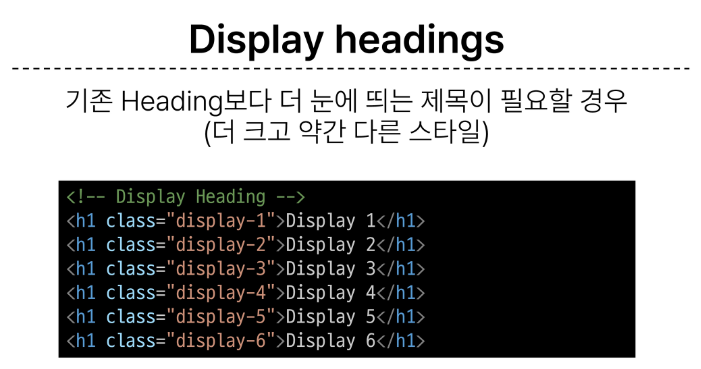 Display headings
기존 Heading보다 더 눈에 띄는 제목이 필요할 경우
(더 크고 약간 다른 스타일)
<!-- Display Heading -->
<h1 class="display-1">Display 1</h1>
<h1 class="display-2">Display 2</h1>
<h1 class="display-3">Display 3</h1>
<h1 class="display-4">Display 4</h1>
<h1 class="display-5">Display 5</h1>
<h1 class="display-6">Display 6</h1>